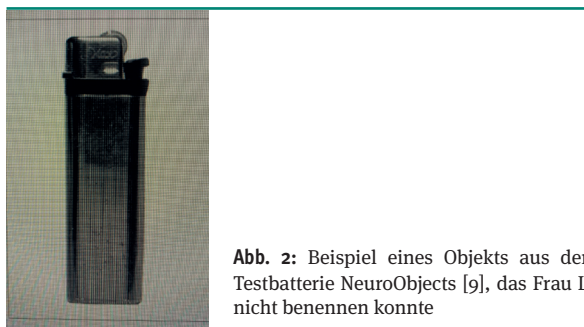 Abb. 2: Beispiel eines Objekts aus der
Testbatterie NeuroObjects [9], das Frau
nicht benennen konnte